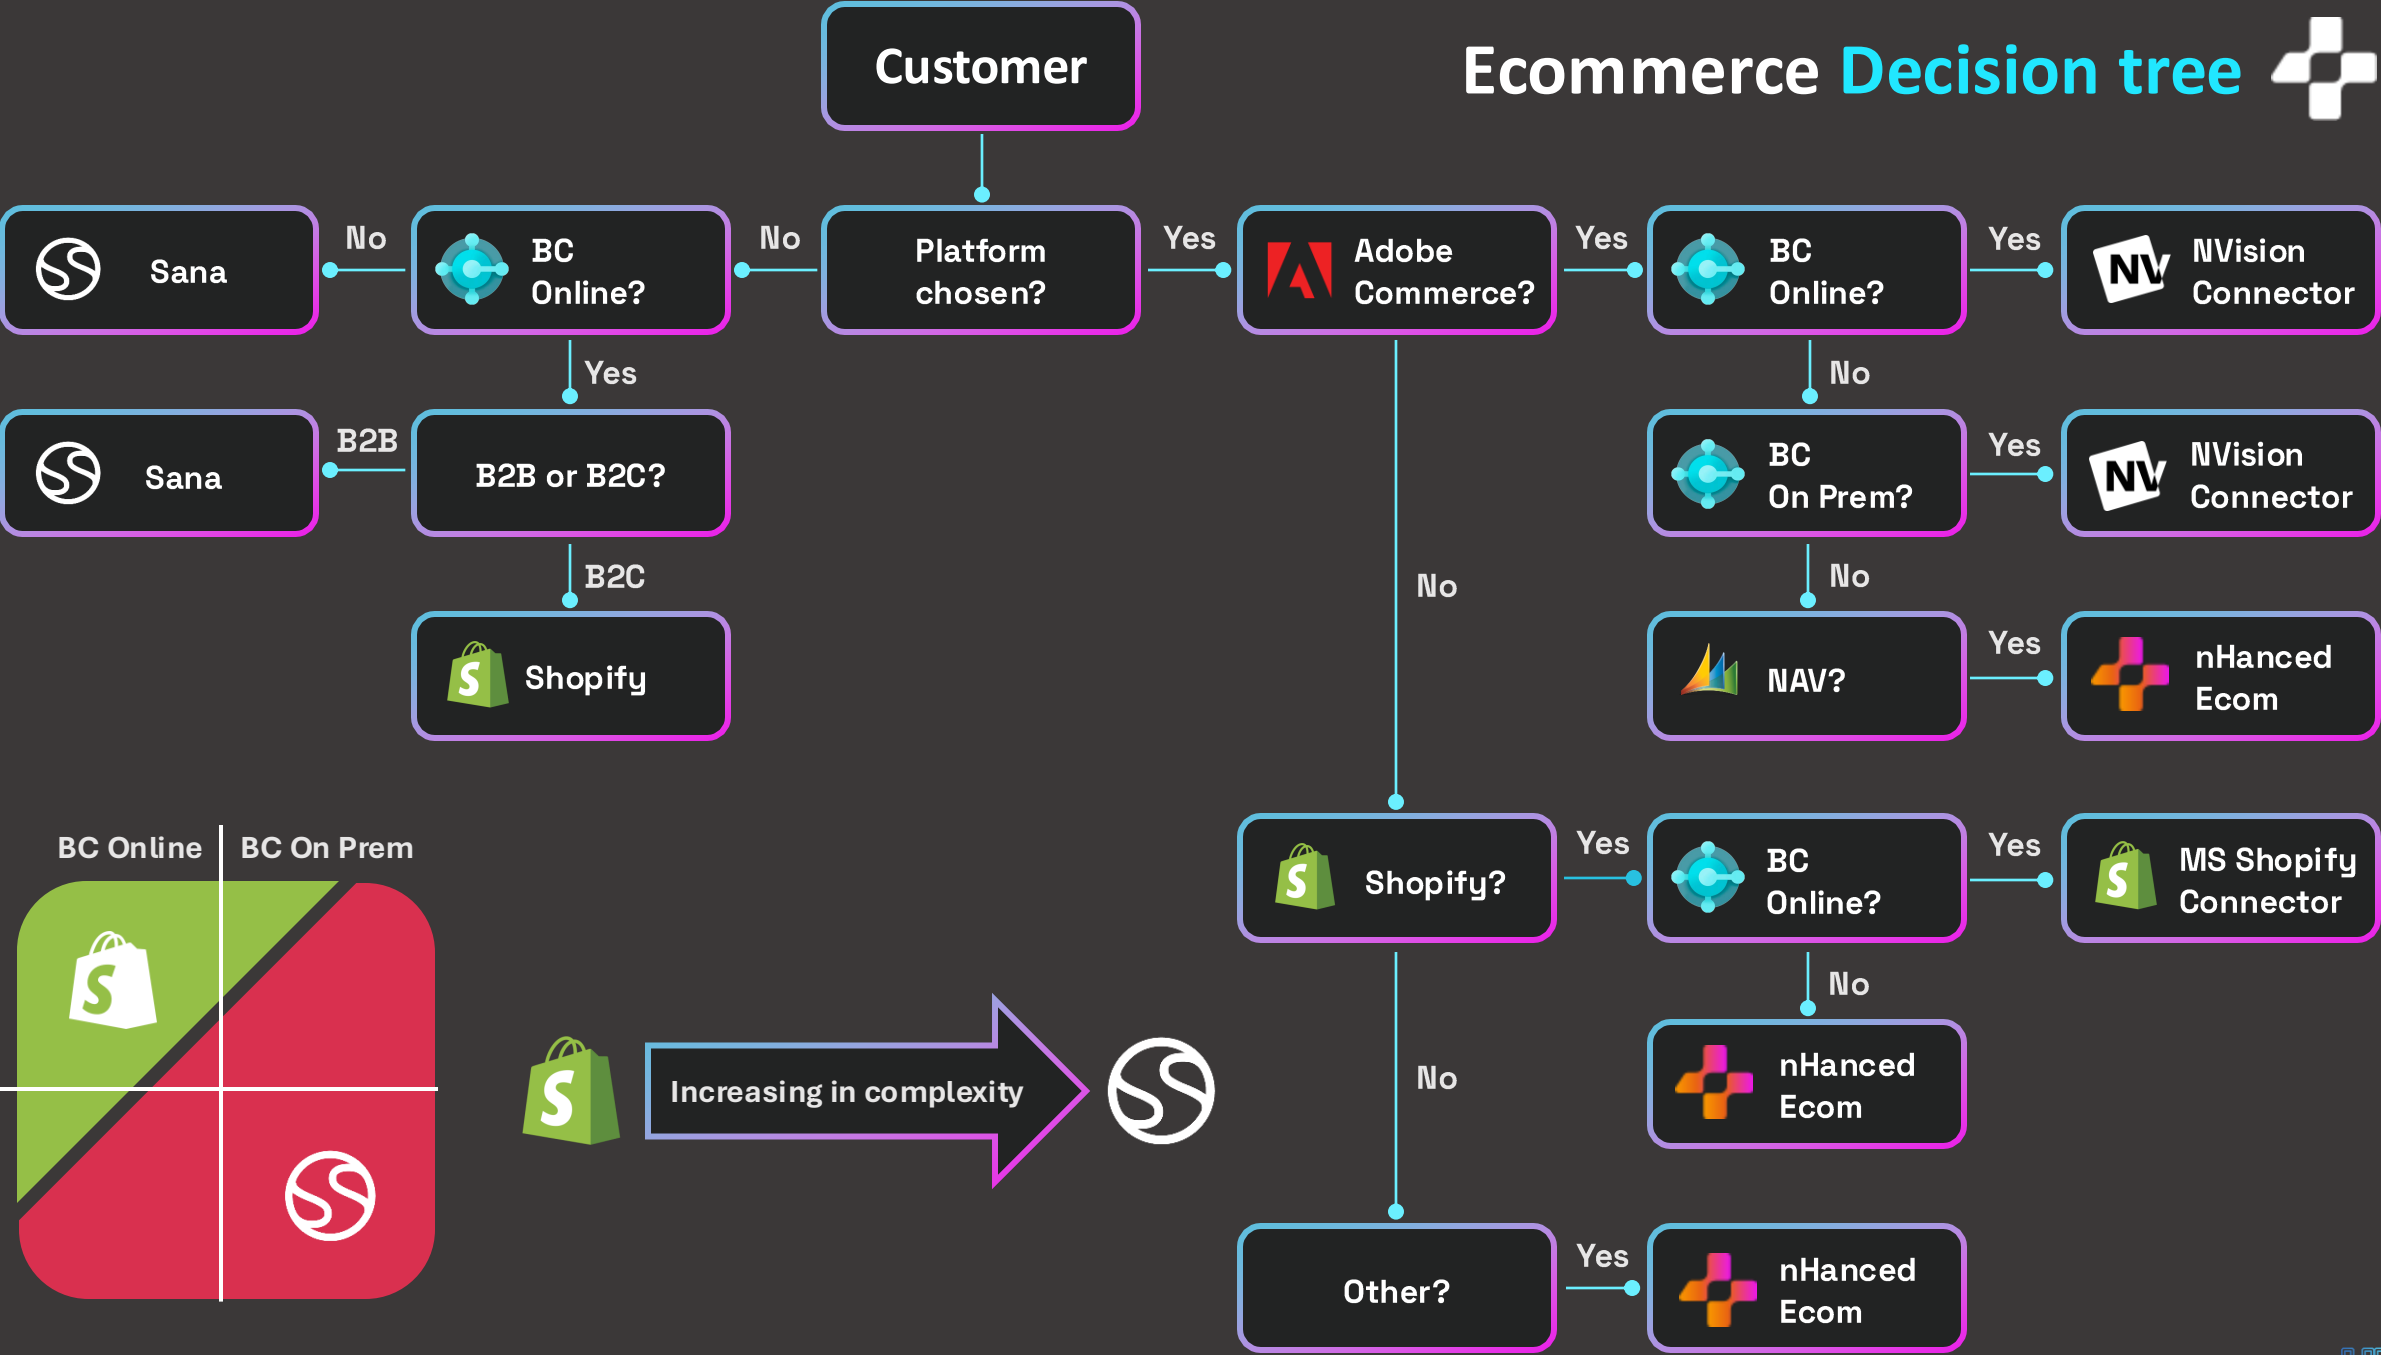 Customer
Ecommerce Decision tree
Sana
No
BC
Online?
No
Platform
chosen?
Yes
Adobe
Commerce?
Yes
BC
Online?
Yes
NV
NVision
Connector
Yes
No
Sana
B2B
B2B or B2C?
BC
On Prem?
Yes
NV
NVision
Connector
B2C
No
No
S
Shopify
NAV?
Yes
nHanced
Ecom
BC Online
BC On Prem
S
Shopify?
Yes
BC
Online?
Yes
S
MS Shopify
Connector
S
No
S
Increasing in complexity
No
nHanced
Ecom
Other?
Yes
nHanced
Ecom